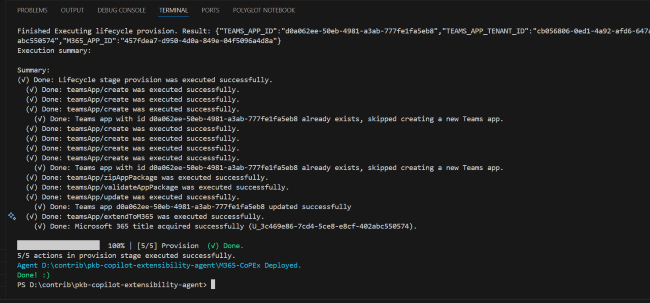 PROBLEMS OUTPUT DEBUG CONSOLE TERMINAL PORTS POLYGLOT NOTEBOOK
Finished Executing lifecycle provision. Result: {"TEAMS_APP_ID":"d0a062ee-50eb-4981-a3ab-777fe1fa5eb8","TEAMS_APP_TENANT_ID":"cb056806-0ed1-4a92-afd6-647a
abc550574","M365_APP_ID":"457fdea7-d950-4d0a-849e-04f5096a4d8a"}
Execution summary:
Summary:
(√) Done: Lifecycle stage provision was executed successfully.
(√) Done: teamsApp/create was executed successfully.
(√) Done: teamsApp/create was executed successfully.
(√) Done: teamsApp/create was executed successfully.
(√) Done: Teams app with id d0a062ee-50eb-4981-a3ab-777fe1fa5eb8 already exists, skipped creating a new Teams app.
(√) Done: teamsApp/create was executed successfully.
(√) Done: teamsApp/create was executed successfully.
(√) Done: teamsApp/create was executed successfully.
(√) Done: Teams app with id d0a062ee-50eb-4981-a3ab-777fe1fa5eb8 already exists, skipped creating a new Teams app.
(√) Done: teamsApp/zipAppPackage was executed successfully.
(√) Done: teamsApp/validateAppPackage was executed successfully.
(√) Done: teamsApp/update was executed successfully.
(√) Done: Teams app d0a062ee-50eb-4981-a3ab-777fe1fa5eb8 updated successfully
(√) Done: teamsApp/extendToM365 was executed successfully.
(√) Done: Microsoft 365 title acquired successfully (U_3c469e86-7cd4-5ce8-e8cf-402abc550574).
100% | [5/5] Provision (√) Done.
5/5 actions in provision stage executed successfully.
Agent D:\contrib\pkb-copilot-extensibility-agent\M365-CoPEx Deployed.
Done! :)
PS D:\contrib\pkb-copilot-extensibility-agent>